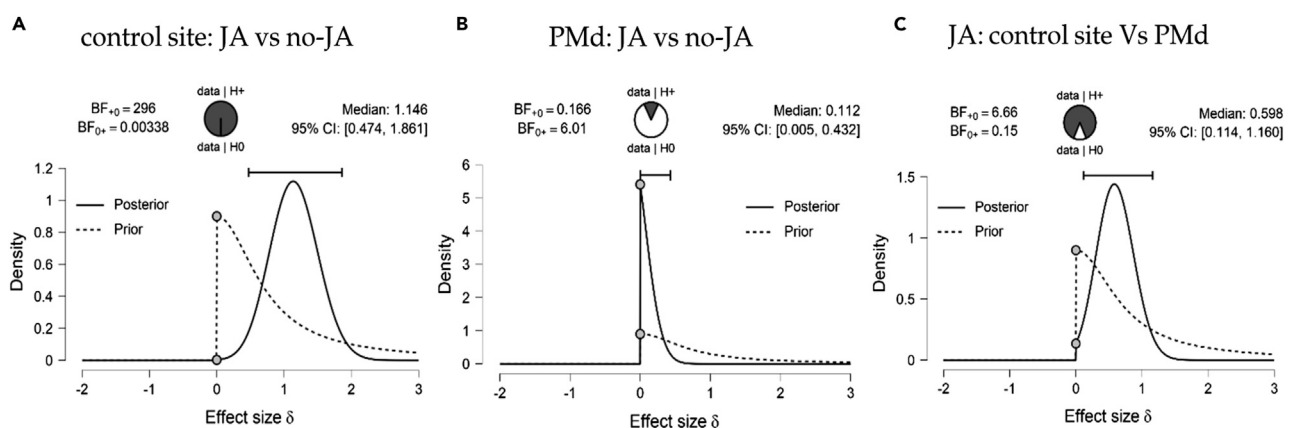 A
control site: JA vs no-JA
BF+0 = 296
BF0+ = 0.00338
data | H+
data | H0
Median: 1.146
95% CI: [0.474, 1.861]
Posterior
Prior
Density
1.2
1
0.8
0.6
0.4
0.2
0
-2
-1
0
1
2
3
Effect size δ
B
PMd: JA vs no-JA
BF+0 = 0.166
BF0+ = 6.01
data | H+
data | H0
Median: 0.112
95% CI: [0.005, 0.432]
Posterior
Prior
Density
6
5
4
3
2
1
0
-2
-1
0
1
2
3
Effect size δ
C
JA: control site Vs PMd
BF+0 = 6.66
BF0+ = 0.15
data | H+
data | H0
Median: 0.598
95% CI: [0.114, 1.160]
Posterior
Prior
Density
1.5
1
0.5
0
-2
-1
0
1
2
3
Effect size δ